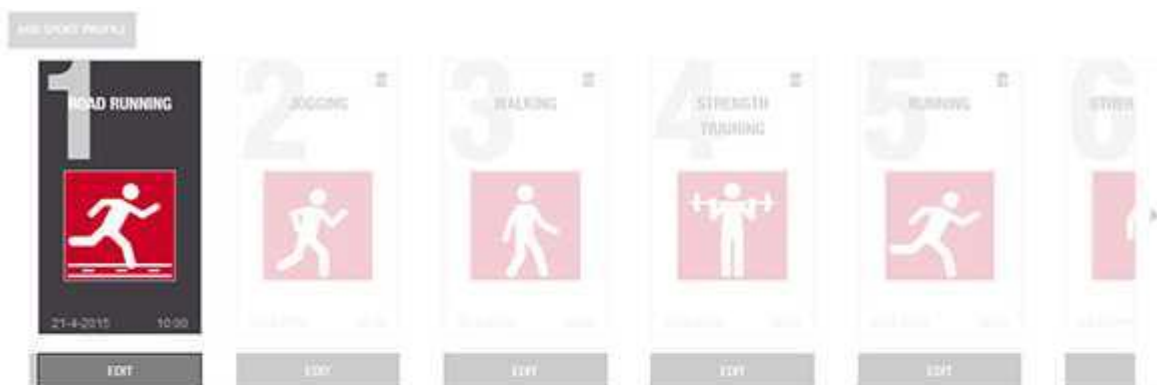 ADD SPORT PROFILE
1
ROAD RUNNING
21-4-2015 10:00
EDIT
2
JOGGING
EDIT
3
WALKING
EDIT
4
STRENGTH
TRAINING
EDIT
5
RUNNING
EDIT
6
OTHER